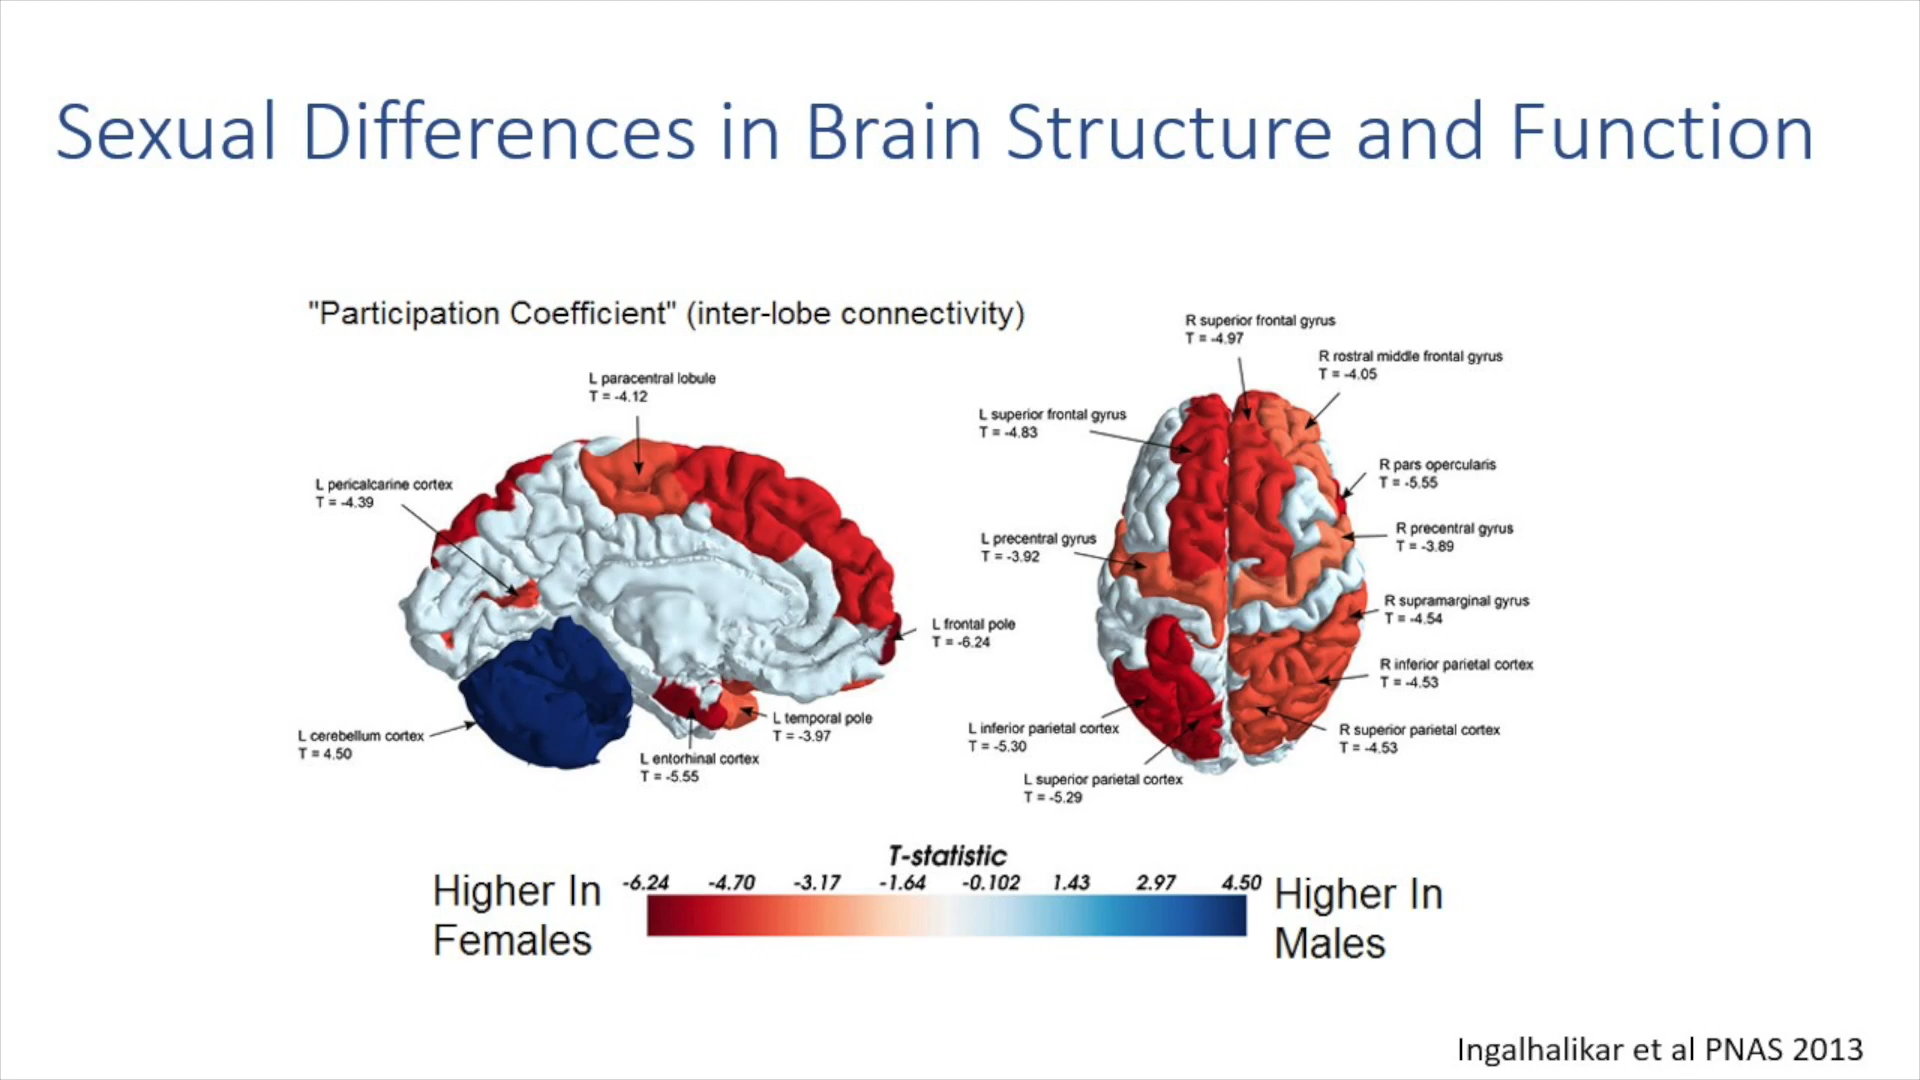 Sexual Differences in Brain Structure and Function
"Participation Coefficient" (inter-lobe connectivity)
L paracentral lobule
T = -4.12
L pericalcarine cortex
T = -4.39
L frontal pole
T = -6.24
L temporal pole
T = -3.97
L entorhinal cortex
T = -5.55
L cerebellum cortex
T = 4.50
R superior frontal gyrus
T = -4.97
R rostral middle frontal gyrus
T = -4.05
L superior frontal gyrus
T = -4.83
R pars opercularis
T = -5.55
L precentral gyrus
T = -3.92
R precentral gyrus
T = -3.89
R supramarginal gyrus
T = -4.54
R inferior parietal cortex
T = -4.53
L inferior parietal cortex
T = -5.30
R superior parietal cortex
T = -4.53
L superior parietal cortex
T = -5.29
T-statistic
-6.24 -4.70 -3.17 -1.64 -0.102 1.43 2.97 4.50
Higher In
Females
Higher In
Males
Ingalhalikar et al PNAS 2013